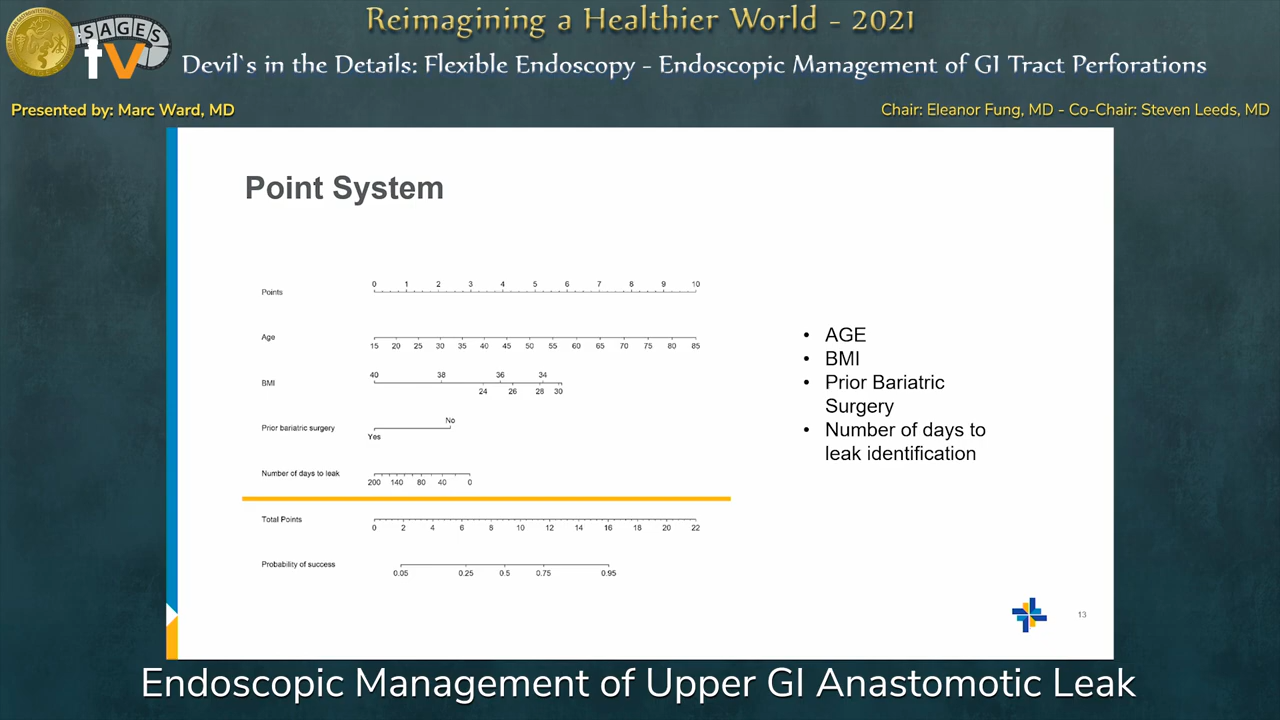 Reimagining a Healthier World - 2021
SAGES
tv
Devil`s in the Details: Flexible Endoscopy - Endoscopic Management of GI Tract Perforations
Presented by: Marc Ward, MD
Chair: Eleanor Fung, MD - Co-Chair: Steven Leeds, MD
Point System
Points
0 1 2 3 4 5 6 7 8 9 10
Age
15 20 25 30 35 40 45 50 55 60 65 70 75 80 85
BMI
40 38 36 34
24 26 28 30
Prior bariatric surgery
No
Yes
Number of days to leak
200 140 80 40 0
Total Points
0 2 4 6 8 10 12 14 16 18 20 22
Probability of success
0.05 0.25 0.5 0.75 0.95
• AGE
• BMI
• Prior Bariatric
Surgery
• Number of days to
leak identification
13
Endoscopic Management of Upper GI Anastomotic Leak